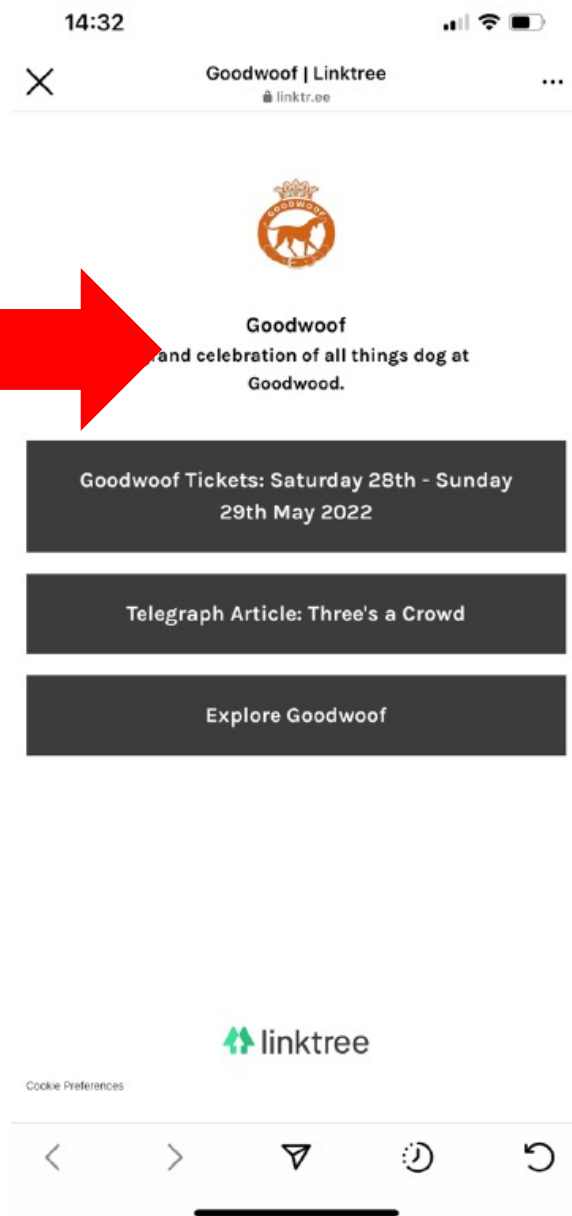 14:32
Goodwoof | Linktree
linktr.ee
GOODWOOF
Goodwoof
and celebration of all things dog at
Goodwood.
Goodwoof Tickets: Saturday 28th - Sunday
29th May 2022
Telegraph Article: Three's a Crowd
Explore Goodwoof
linktree
Cookie Preferences